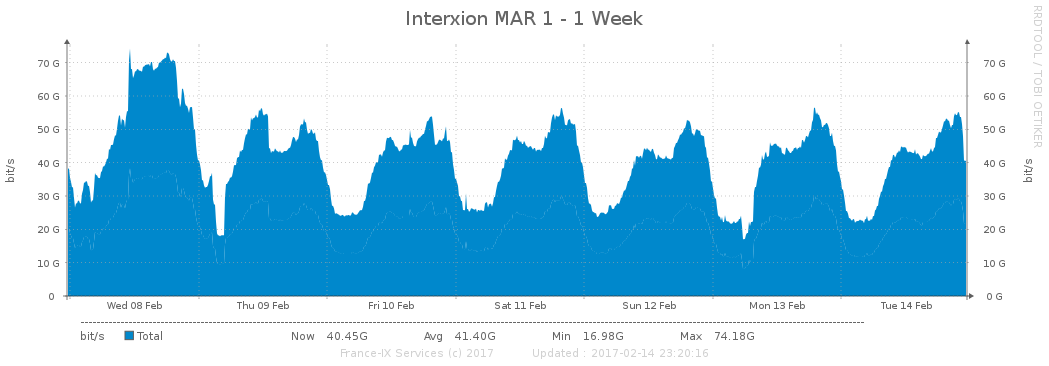 Interxion MAR 1 - 1 Week
RRDTOOL / TOBI OETIKER
bit/s
70 G 70 G
60 G 60 G
50 G 50 G
40 G 40 G
30 G 30 G
20 G 20 G
10 G 10 G
0 0 G
bit/s
Wed 08 Feb Thu 09 Feb Fri 10 Feb Sat 11 Feb Sun 12 Feb Mon 13 Feb Tue 14 Feb
bit/s Total Now 40.45G Avg 41.40G Min 16.98G Max 74.18G
France-IX Services (c) 2017 Updated : 2017-02-14 23:20:16